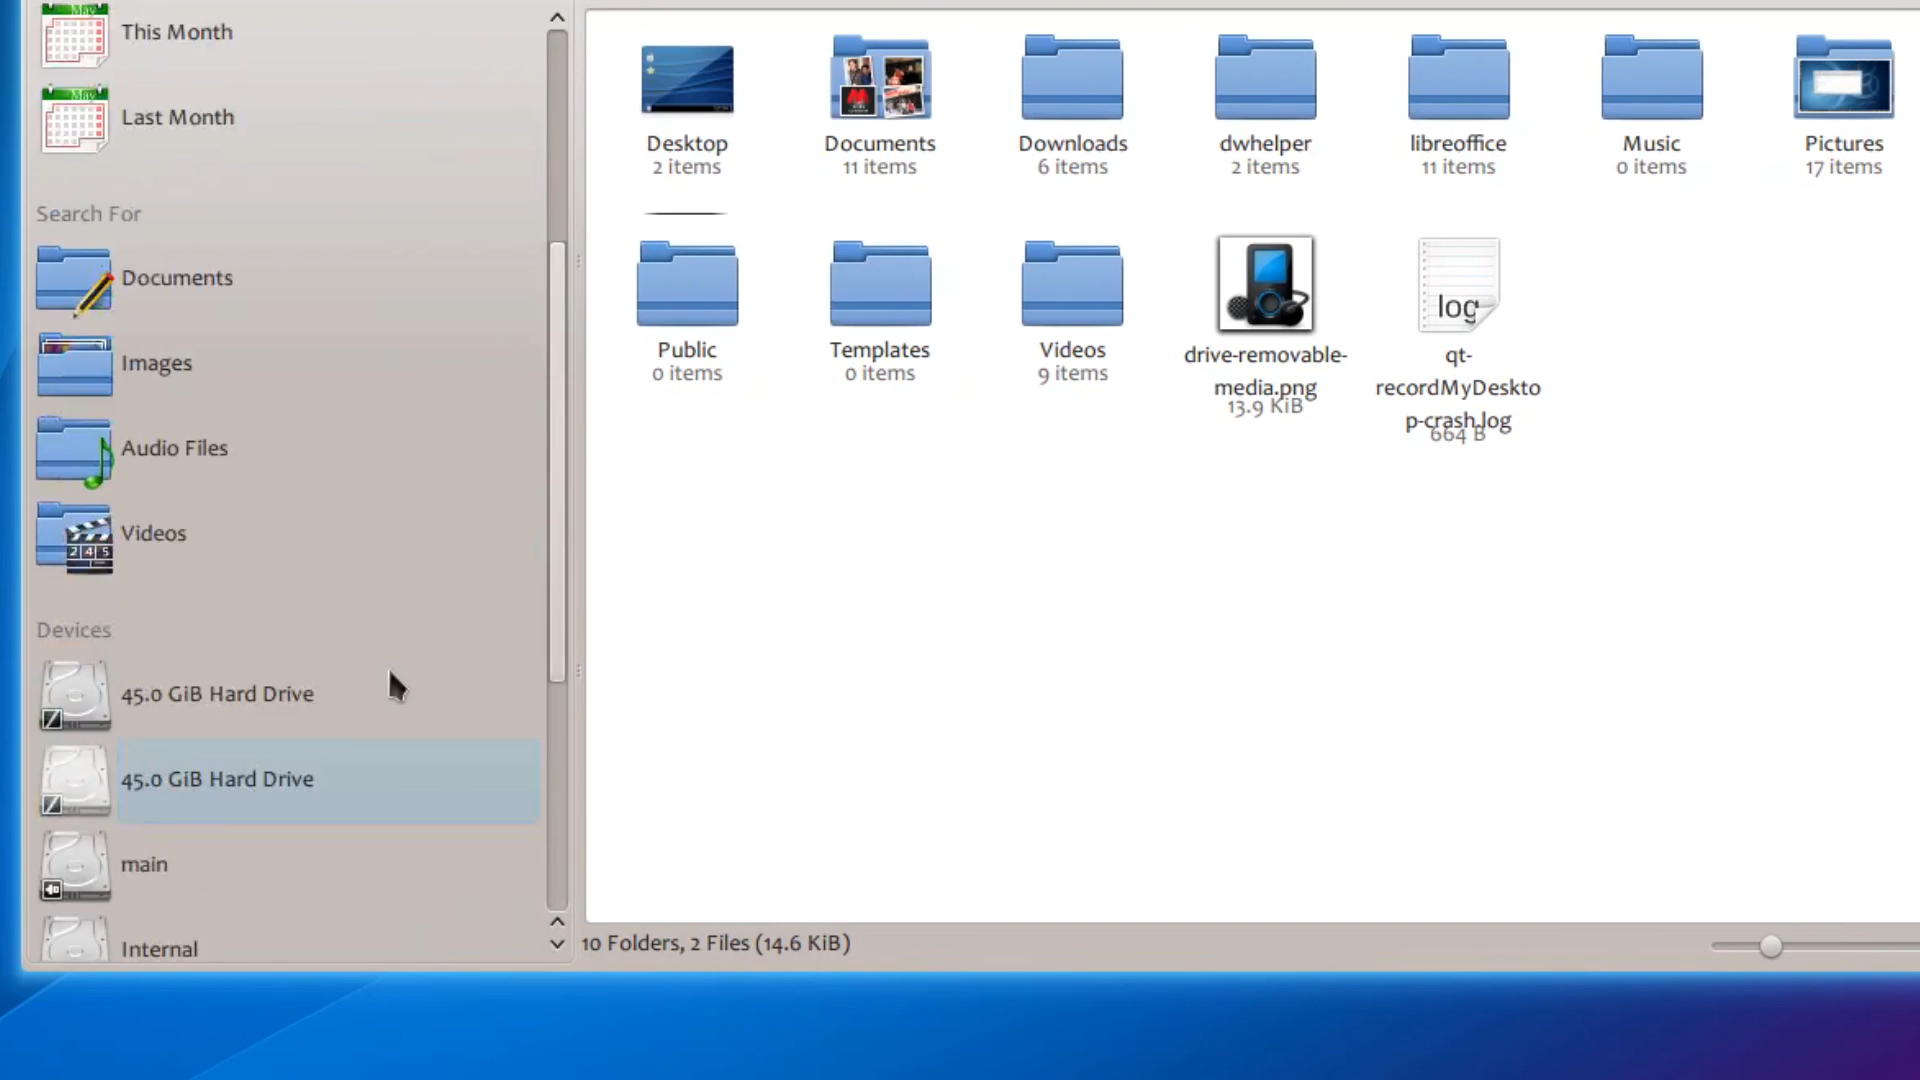 This Month
Last Month
Search For
Documents
Images
Audio Files
Videos
Devices
45.0 GiB Hard Drive
45.0 GiB Hard Drive
main
Internal
Desktop
2 items
Documents
11 items
Downloads
6 items
dwhelper
2 items
libreoffice
11 items
Music
0 items
Pictures
17 items
Public
0 items
Templates
0 items
Videos
9 items
drive-removable-
media.png
13.9 KiB
log
qt-
recordMyDeskto
p-crash.log
664 B
10 Folders, 2 Files (14.6 KiB)